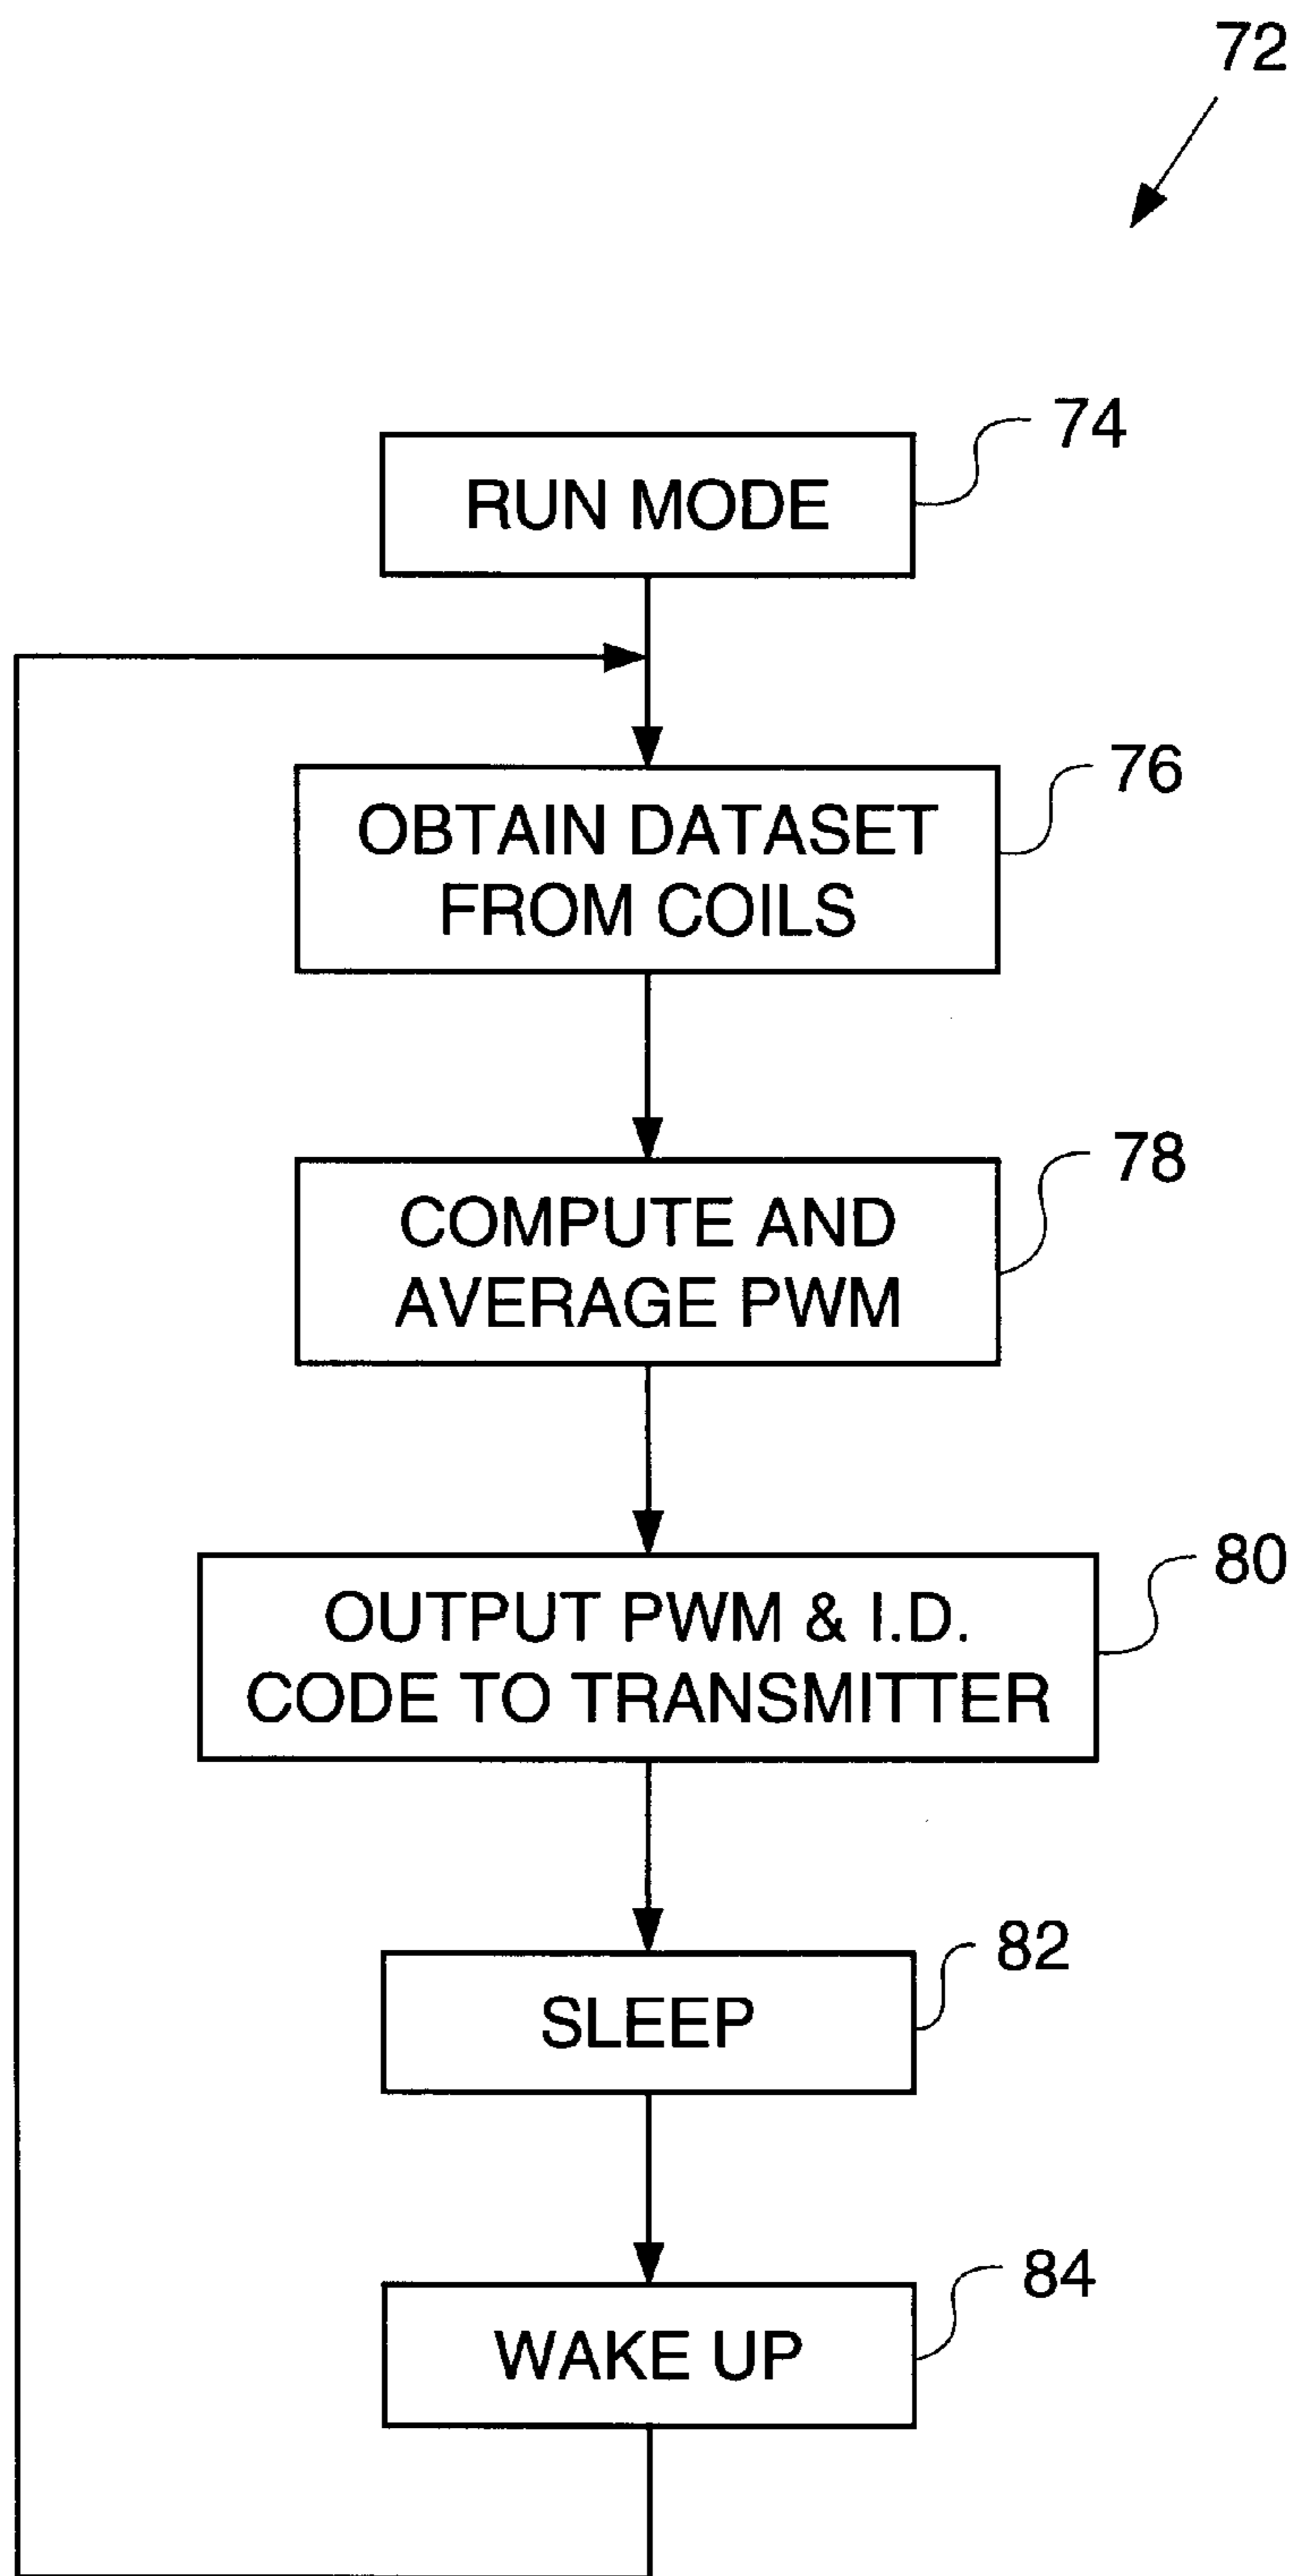 72
74
RUN MODE
76
OBTAIN DATASET
FROM COILS
78
COMPUTE AND
AVERAGE PWM
80
OUTPUT PWM & I.D.
CODE TO TRANSMITTER
82
SLEEP
84
WAKE UP